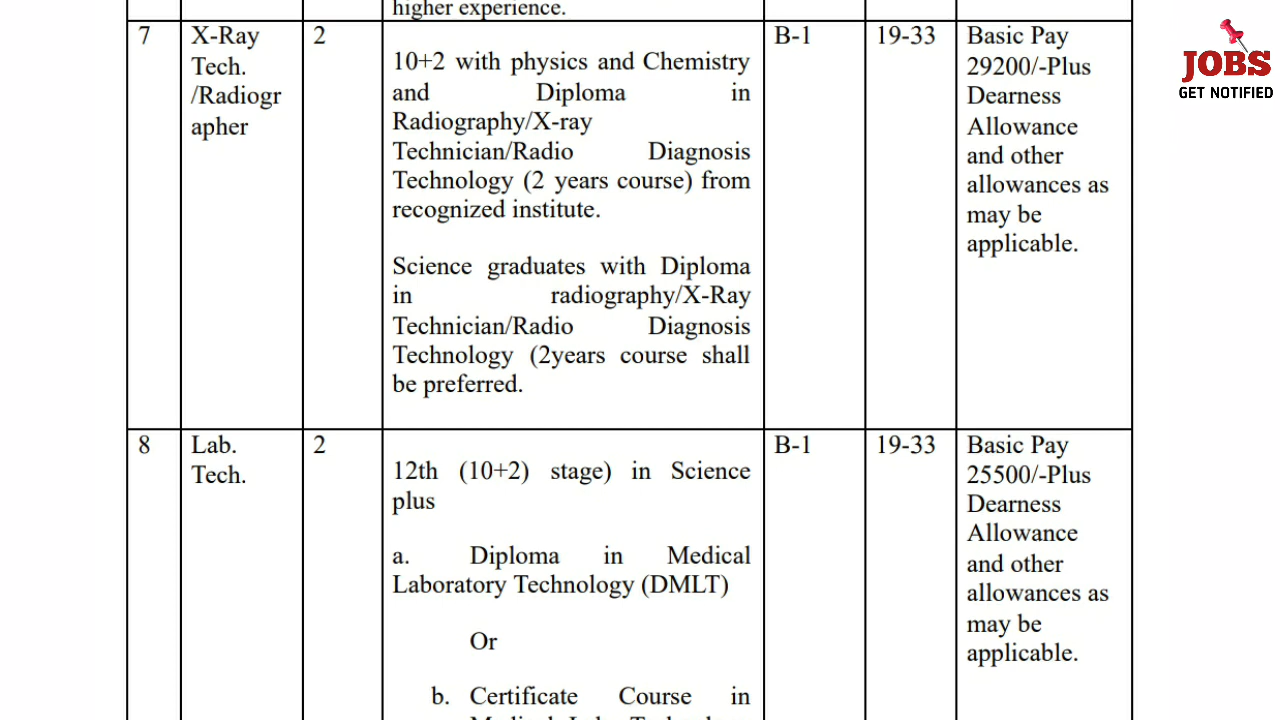 higher experience.
7
X-Ray
Tech.
/Radiogr
apher
2
10+2 with physics and Chemistry
and Diploma in
Radiography/X-ray
Technician/Radio Diagnosis
Technology (2 years course) from
recognized institute.
Science graduates with Diploma
in radiography/X-Ray
Technician/Radio Diagnosis
Technology (2years course shall
be preferred.
B-1
19-33
Basic Pay
29200/-Plus
Dearness
Allowance
and other
allowances as
may be
applicable.
8
Lab.
Tech.
2
12th (10+2) stage) in Science
plus
a. Diploma in Medical
Laboratory Technology (DMLT)
Or
b. Certificate Course in
B-1
19-33
Basic Pay
25500/-Plus
Dearness
Allowance
and other
allowances as
may be
applicable.
JOBS
GET NOTIFIED